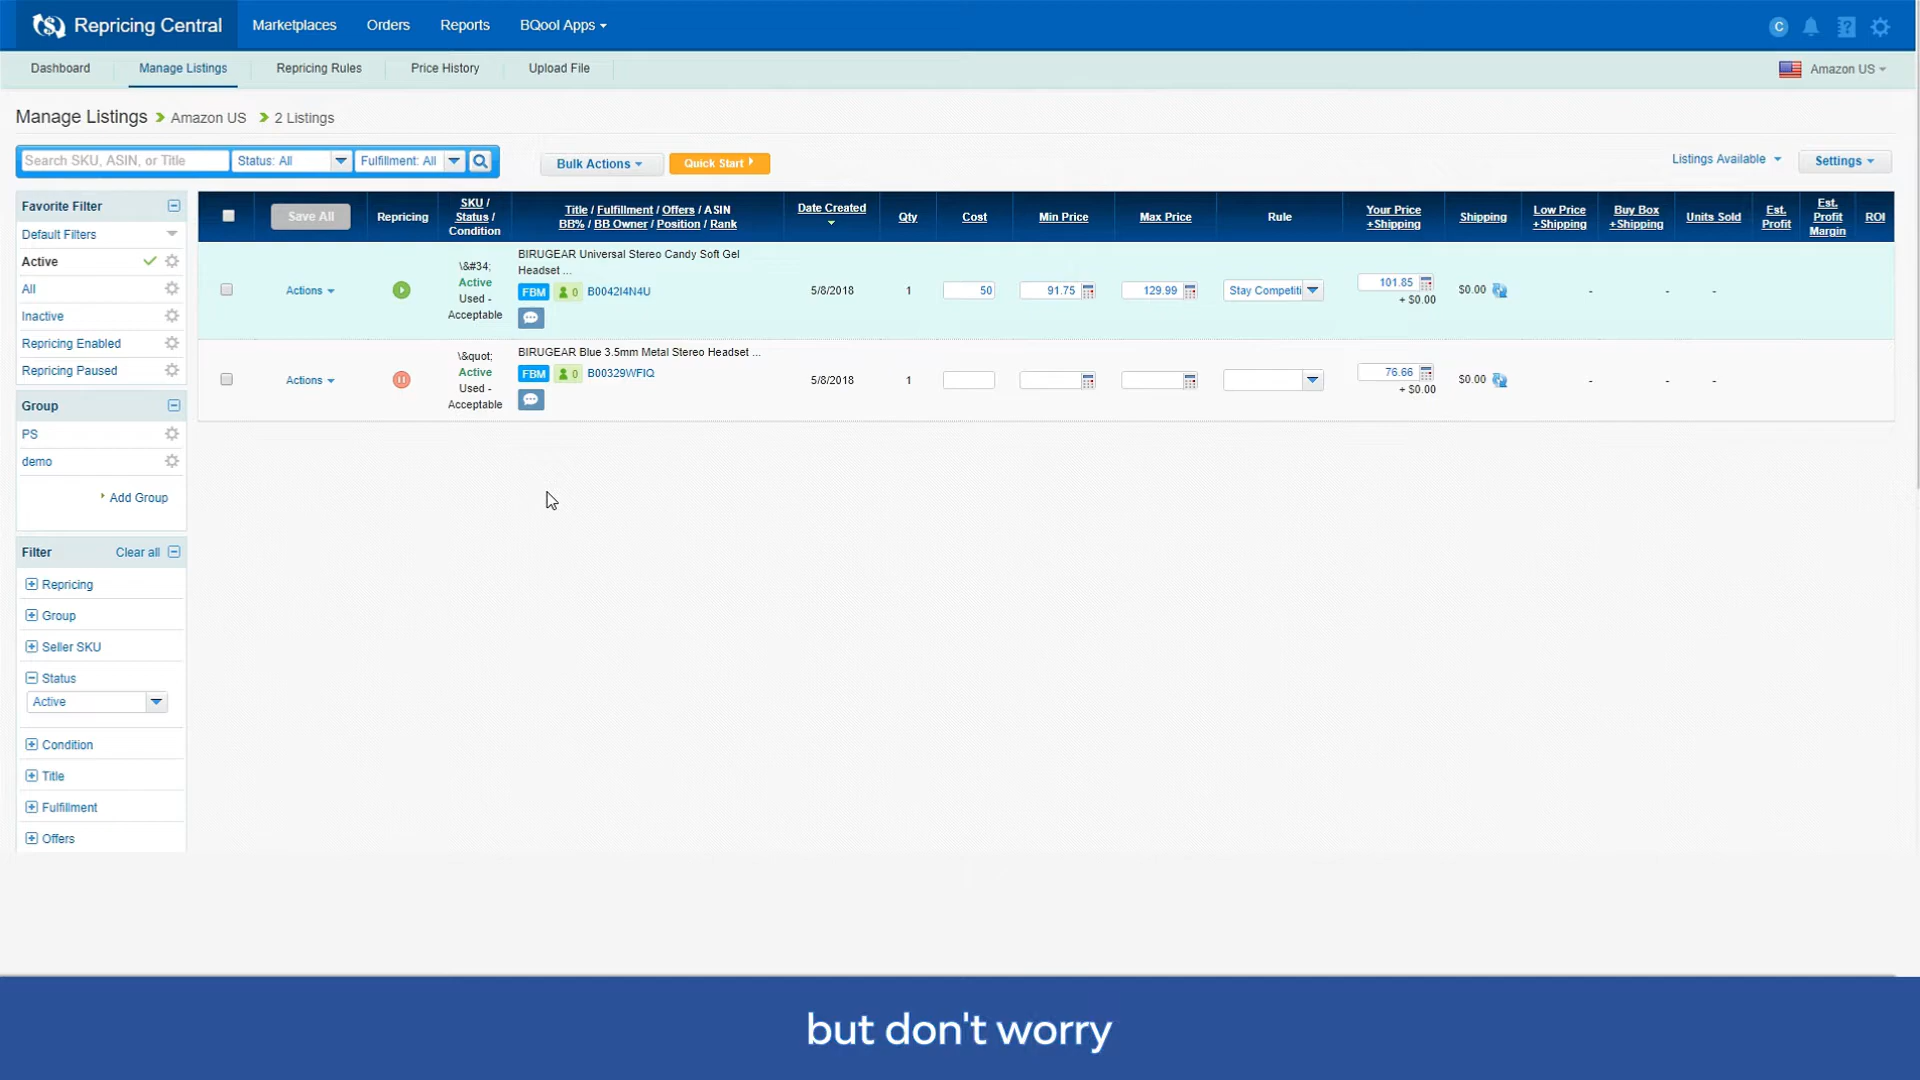 Repricing Central Marketplaces Orders Reports BQool Apps
C
Dashboard Manage Listings Repricing Rules Price History Upload File Amazon US
Manage Listings Amazon US 2 Listings
Search SKU, ASIN, or Title Status: All Fulfillment: All Bulk Actions Quick Start Listings Available Settings
Favorite Filter
Default Filters
Active
All
Inactive
Repricing Enabled
Repricing Paused
Group
PS
demo
Add Group
Filter Clear all
Repricing
Group
Seller SKU
Status
Active
Condition
Title
Fulfillment
Offers
Save All
Repricing
SKU /
Status /
Condition
Title / Fulfillment / Offers / ASIN
BB% / BB Owner / Position / Rank
Date Created
Qty
Cost
Min Price
Max Price
Rule
Your Price
+Shipping
Shipping
Low Price
+Shipping
Buy Box
+Shipping
Units Sold
Est.
Profit
Est.
Profit
Margin
ROI
Actions
\&#34;
Active
Used -
Acceptable
BIRUGEAR Universal Stereo Candy Soft Gel
Headset ...
FBM 0 B0042I4N4U
5/8/2018 1 50 91.75 129.99 Stay Competiti
101.85
+ $0.00
$0.00 - - -
Actions
\&quot;
Active
Used -
Acceptable
BIRUGEAR Blue 3.5mm Metal Stereo Headset ...
FBM 0 B00329WFIQ
5/8/2018 1
76.66
+ $0.00
$0.00 - - -
but don't worry